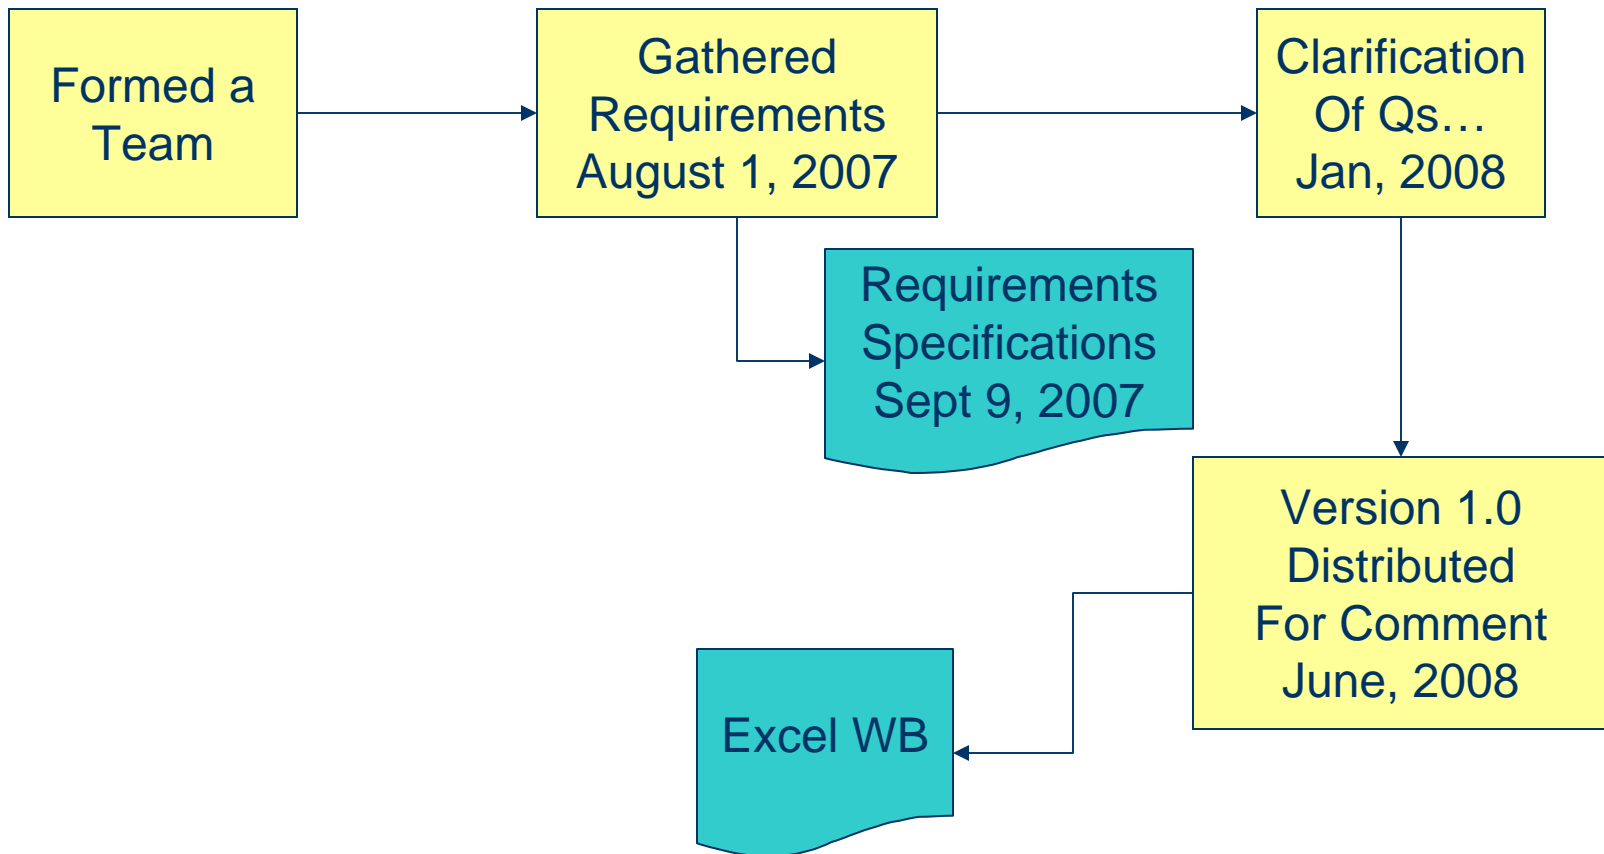 Formed a
Team
Gathered
Requirements
August 1, 2007
Clarification
Of Qs…
Jan, 2008
Requirements
Specifications
Sept 9, 2007
Version 1.0
Distributed
For Comment
June, 2008
Excel WB